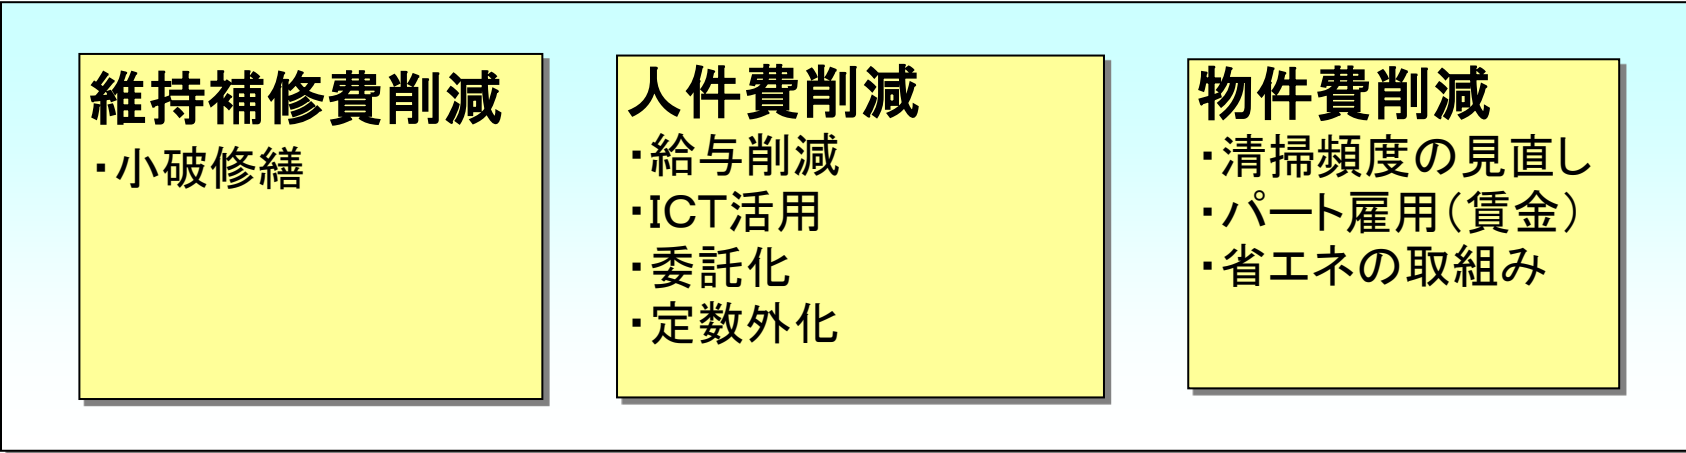 維持補修費削減
・小破修繕
人件費削減
・給与削減
・ICT活用
・委託化
・定数外化
物件費削減
・清掃頻度の見直し
・パート雇用（賃金）
・省エネの取組み